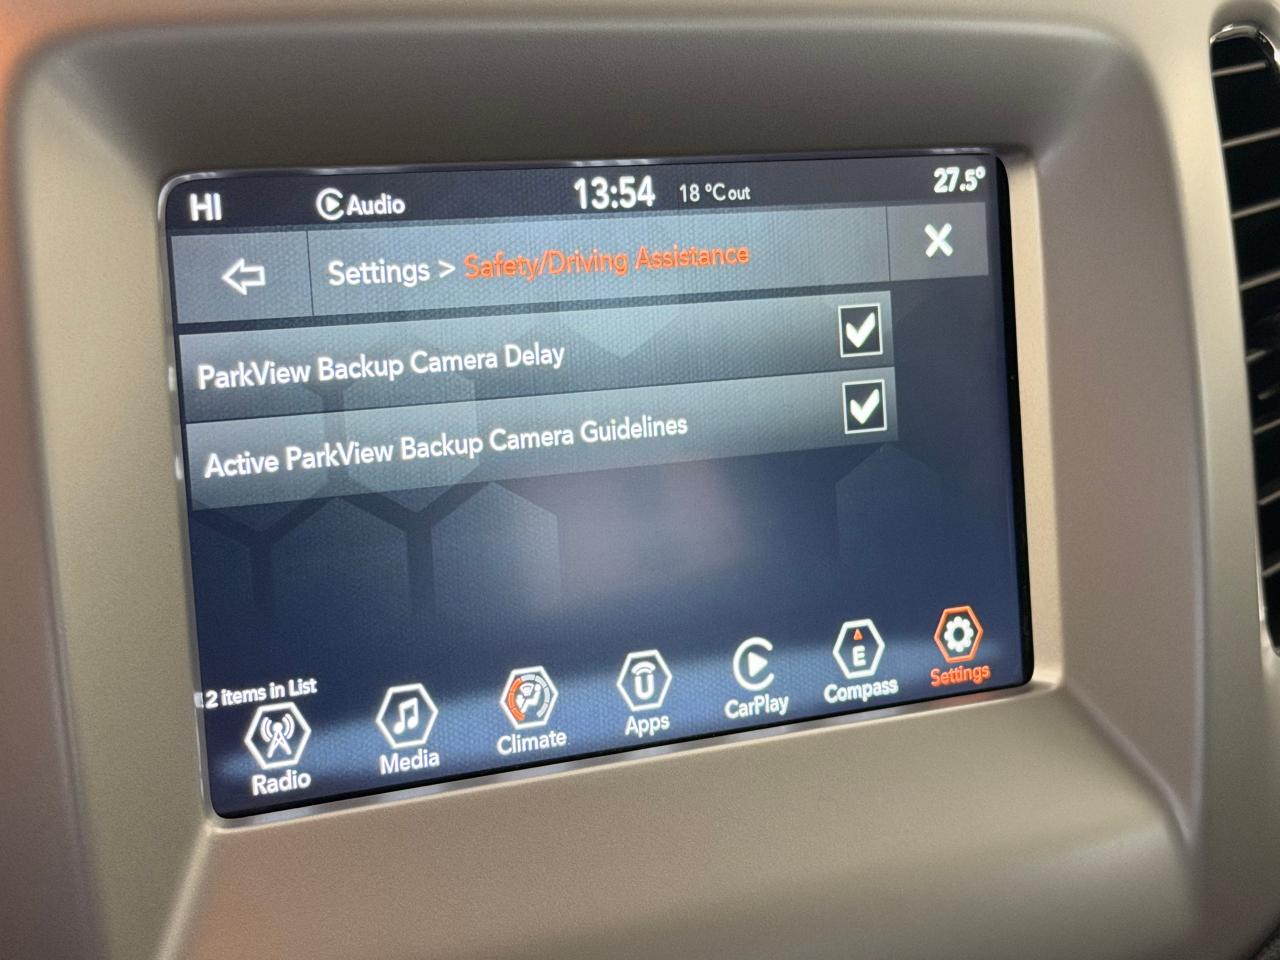 HI Audio 13:54 18 °C out 27.5°
Settings > Safety/Driving Assistance
ParkView Backup Camera Delay
Active ParkView Backup Camera Guidelines
2 items in List
Radio Media Climate Apps CarPlay E Compass Settings